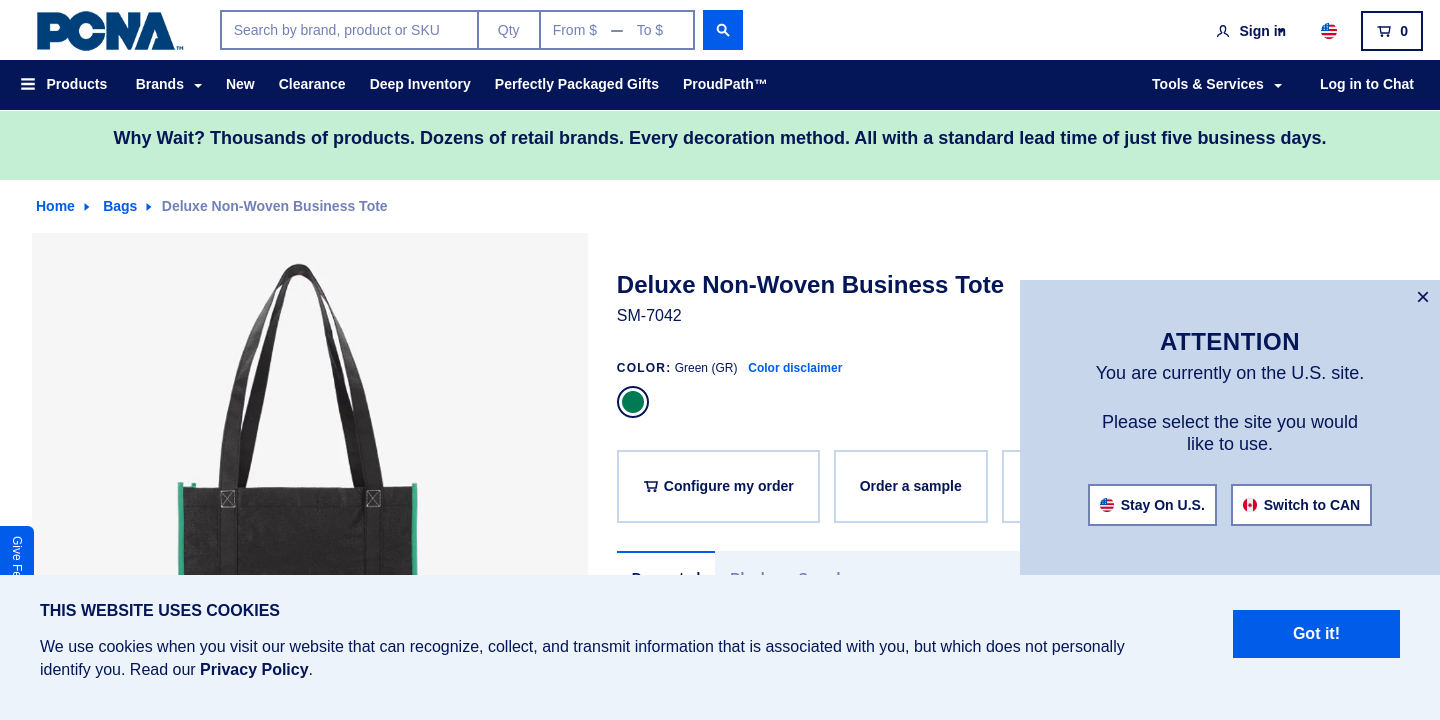 PCNA™
Search by brand, product or SKU
Qty
From $ — To $
Sign in
0
Products
Brands
New
Clearance
Deep Inventory
Perfectly Packaged Gifts
ProudPath™
Tools & Services
Log in to Chat
Why Wait? Thousands of products. Dozens of retail brands. Every decoration method. All with a standard lead time of just five business days.
Home
Bags
Deluxe Non-Woven Business Tote
Deluxe Non-Woven Business Tote
SM-7042
COLOR: Green (GR) Color disclaimer
Configure my order
Order a sample
×
ATTENTION
You are currently on the U.S. site.
Please select the site you would
like to use.
Stay On U.S.
Switch to CAN
Give
THIS WEBSITE USES COOKIES
We use cookies when you visit our website that can recognize, collect, and transmit information that is associated with you, but which does not personally
identify you. Read our Privacy Policy.
Got it!